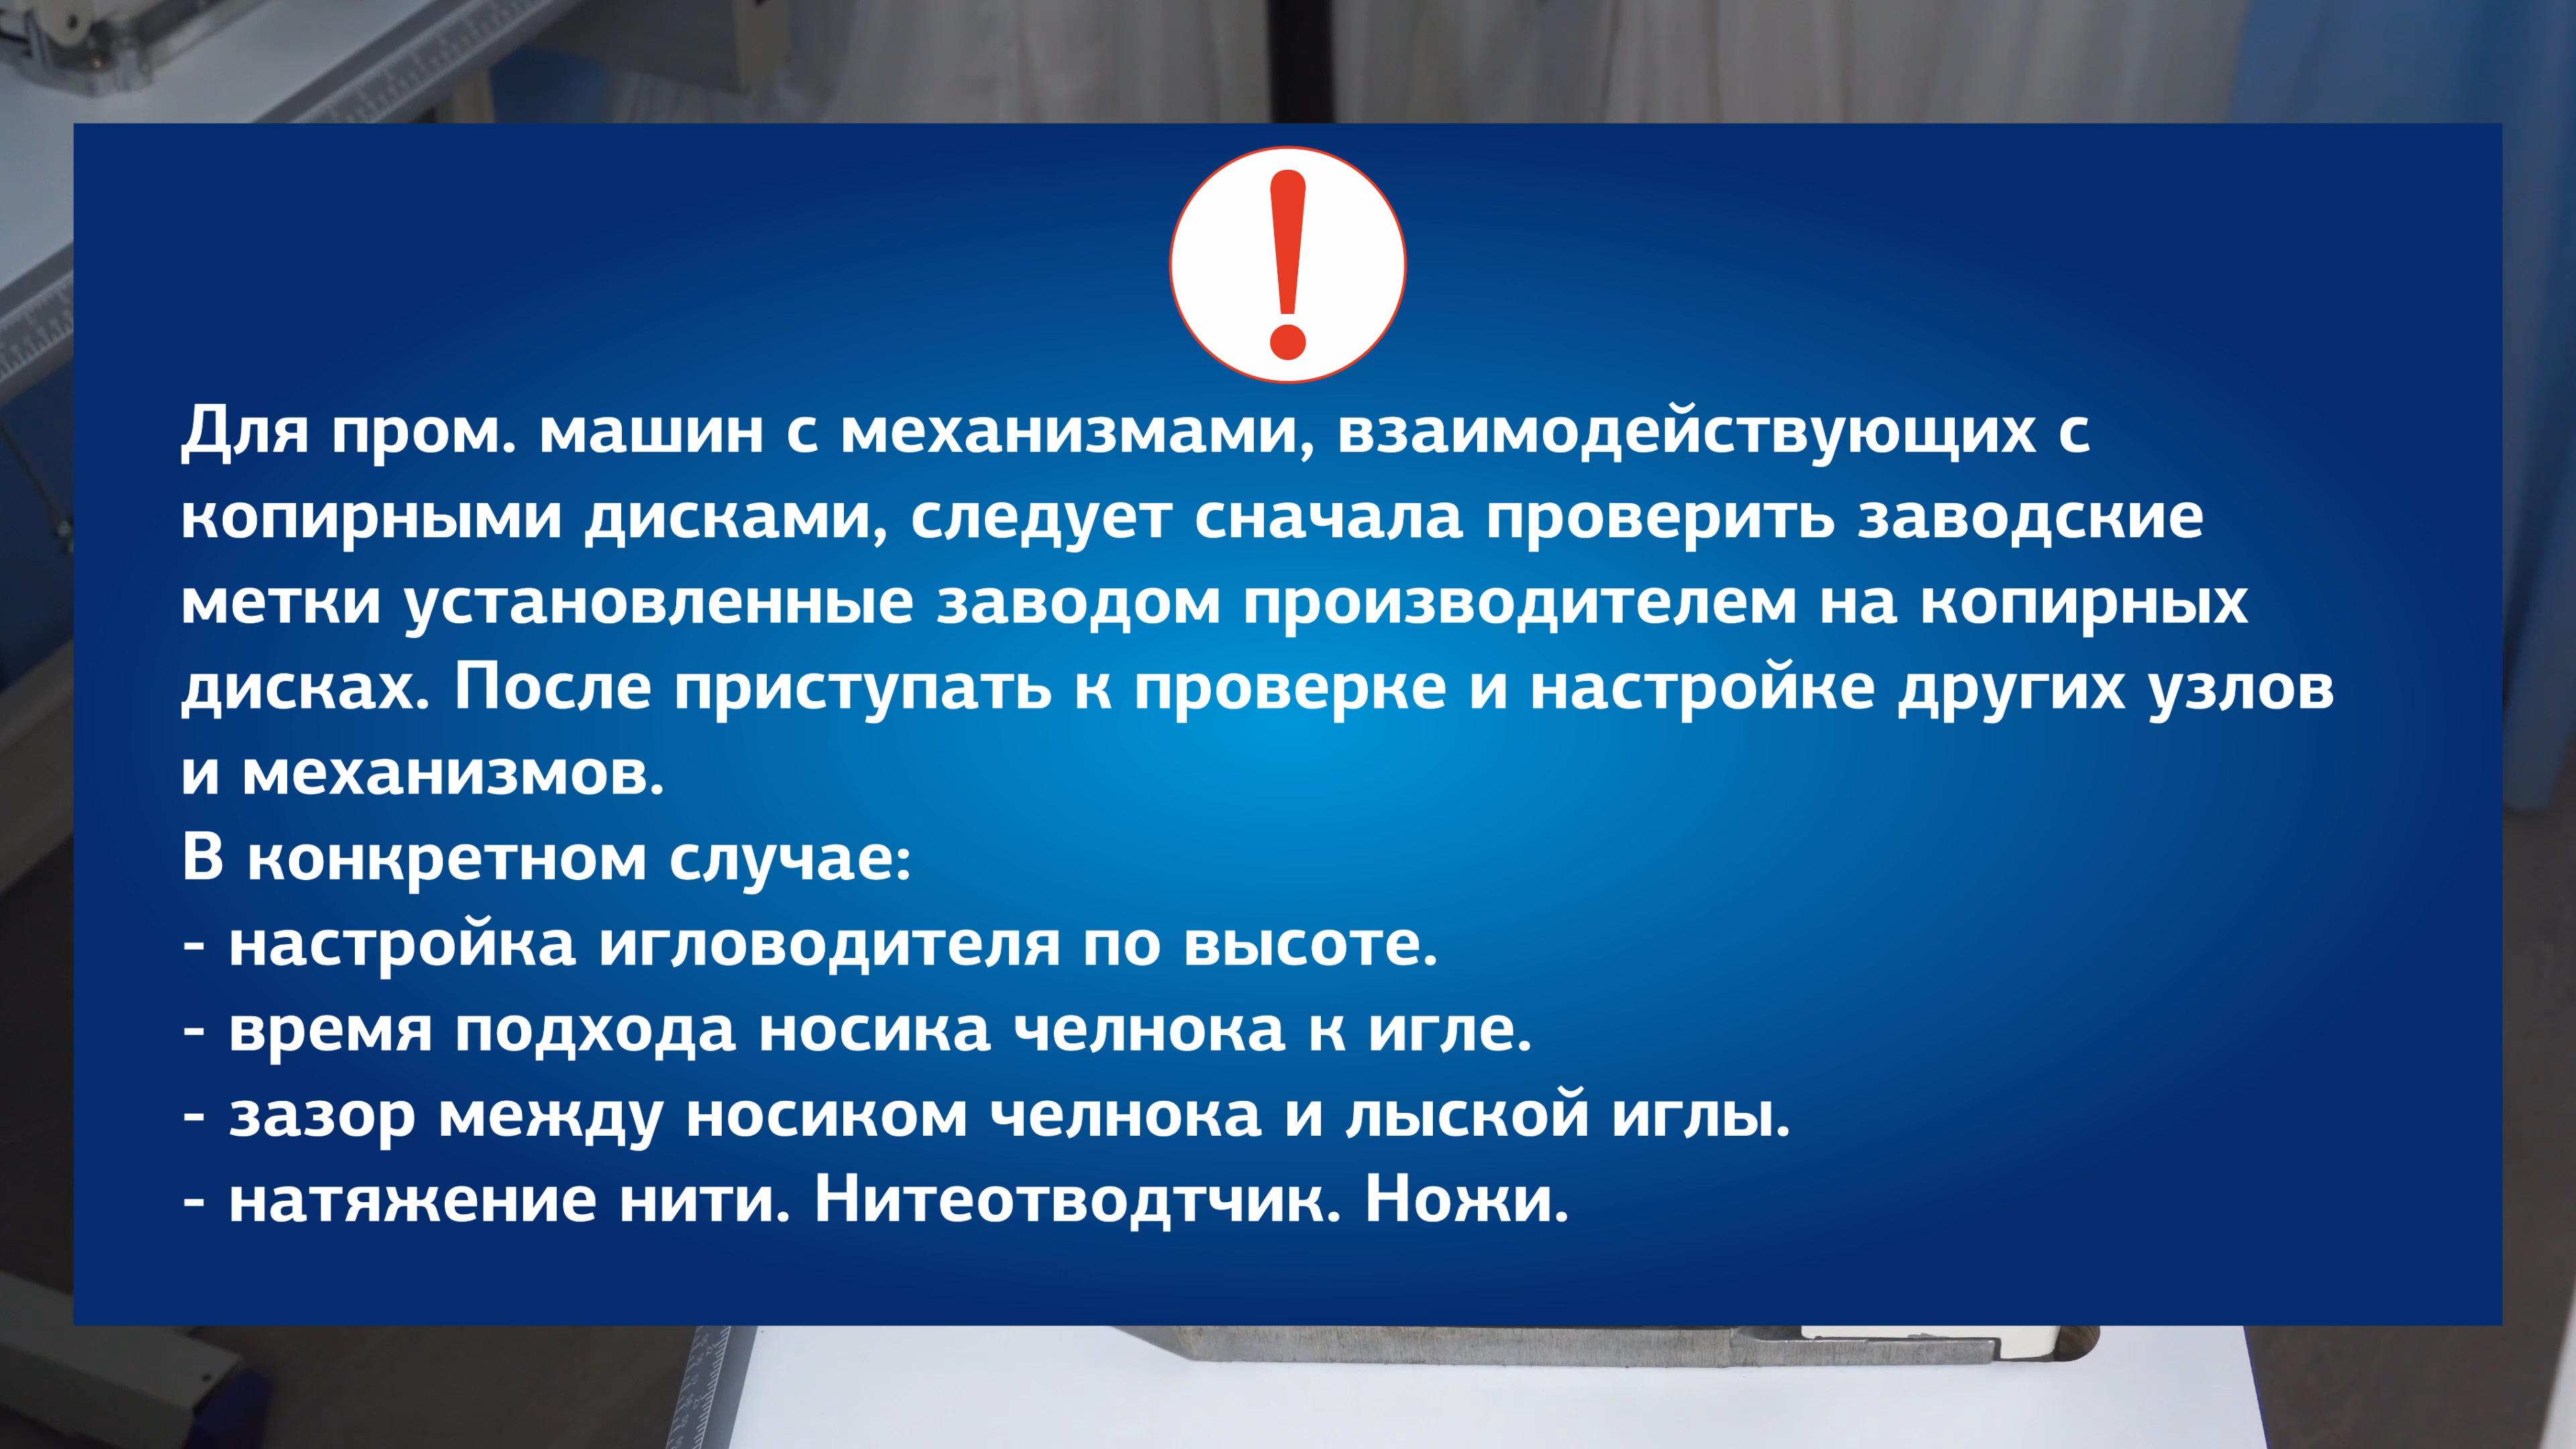 Для пром. машин с механизмами, взаимодействующих с
копирными дисками, следует сначала проверить заводские
метки установленные заводом производителем на копирных
дисках. После приступать к проверке и настройке других узлов
и механизмов.
В конкретном случае:
- настройка игловодителя по высоте.
- время подхода носика челнока к игле.
- зазор между носиком челнока и лыской иглы.
- натяжение нити. Нитеотводтчик. Ножи.